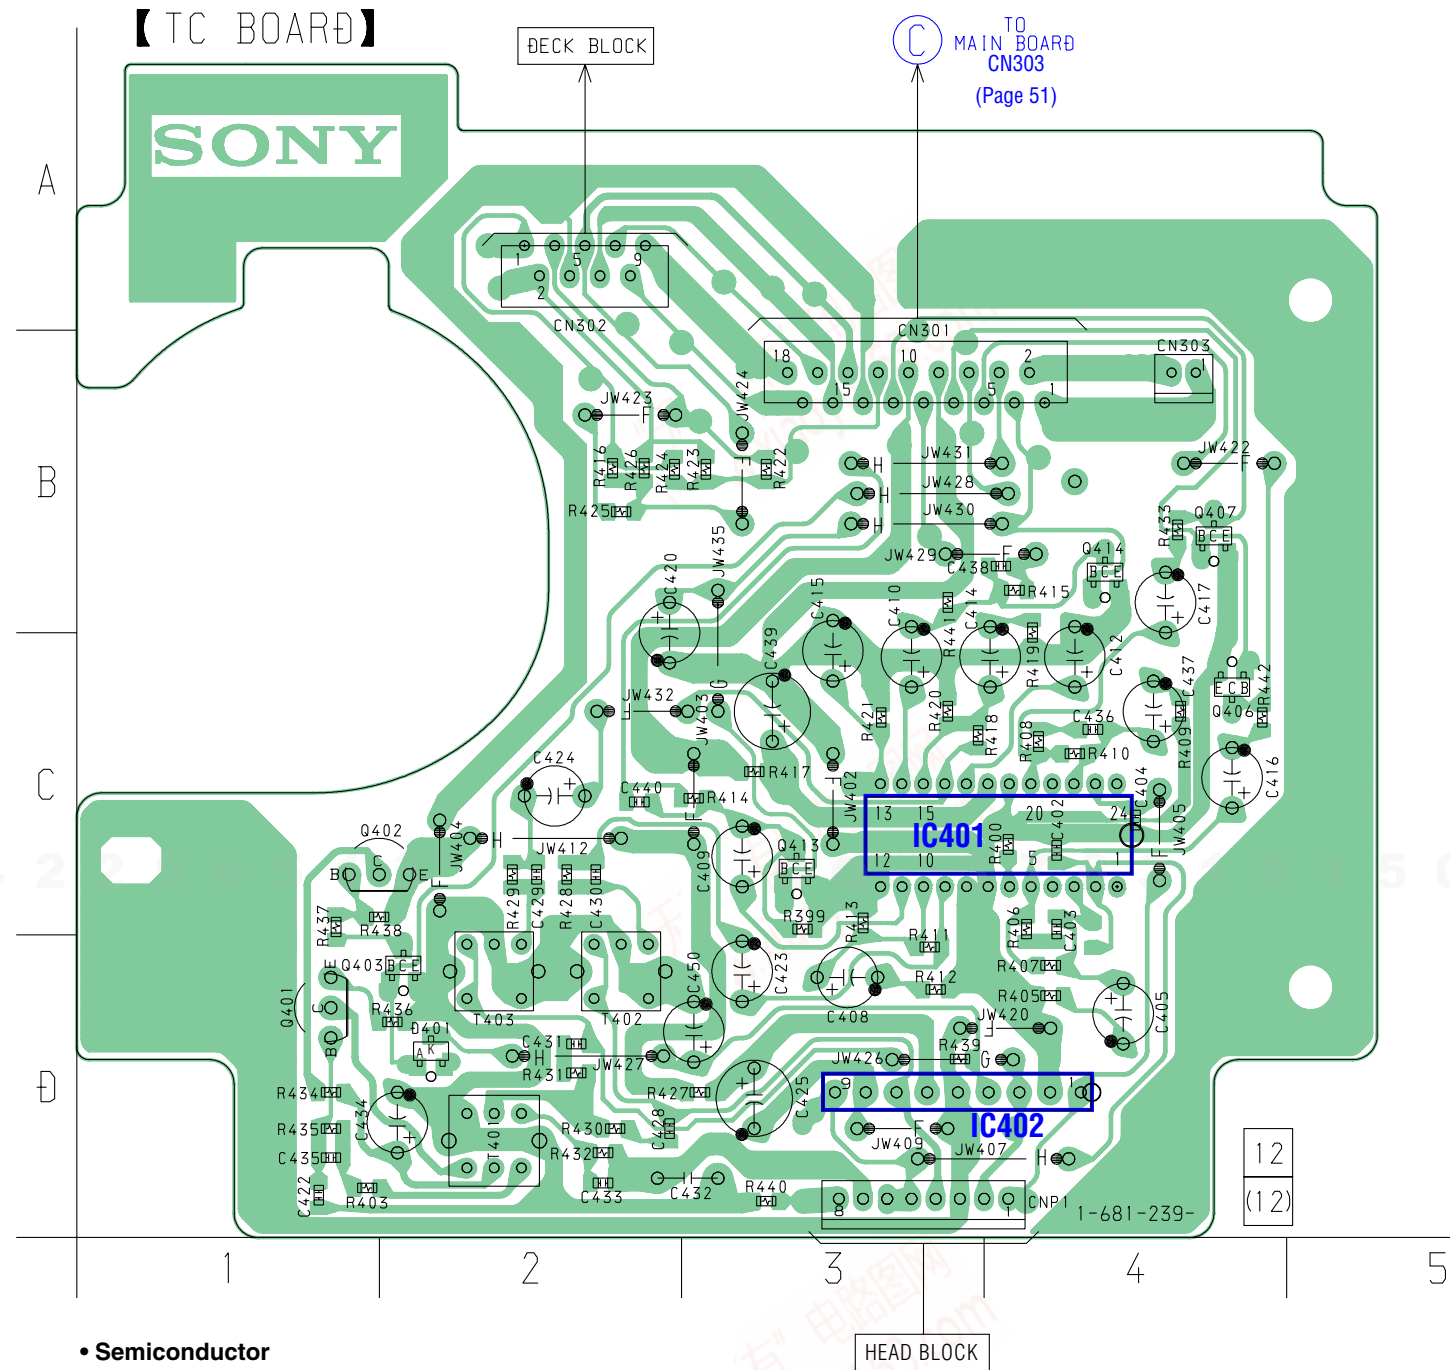 【TC BOARD】
DECK BLOCK
C
TO
MAIN BOARD
CN303
(Page 51)
SONY
A
1
5
9
2
CN302
CN301
18
10
2
15
5
1
CN303
1
JW423
F
JW424
F
B
R416
R426
R424
R423
R422
R425
H
JW431
H
JW428
H
JW430
JW422
F
R433
Q407
BCE
JW429
F
C438
Q414
BCE
R415
JW435
G
C420
C415
C410
R441
C414
R419
C412
C417
C439
JW432
F
JW403
F
R421
R420
R418
R408
C436
R410
C437
R409
ECB
Q406
R442
C416
C
C424
C440
R414
R417
JW402
F
C404
JW405
F
13
15
20
24
IC401
R400
C402
12
10
5
1
Q402
B
C
E
JW404
F
H
JW412
C409
Q413
BCE
R437
R438
R429
C429
R428
C430
R399
R413
R411
R406
C403
Q403
BCE
Q401
E
C
B
R436
D401
A K
T403
T402
C450
C423
C408
R412
R407
R405
C405
JW420
F
C431
H
JW427
R431
JW426
R439
G
D
R434
R435
C435
C422
R403
C434
T401
R430
R432
C433
C428
R427
C425
C432
R440
9
1
IC402
F
JW409
JW407
H
8
1
CNP1
1-681-239-
12
(12)
1
2
3
4
5
• Semiconductor
HEAD BLOCK